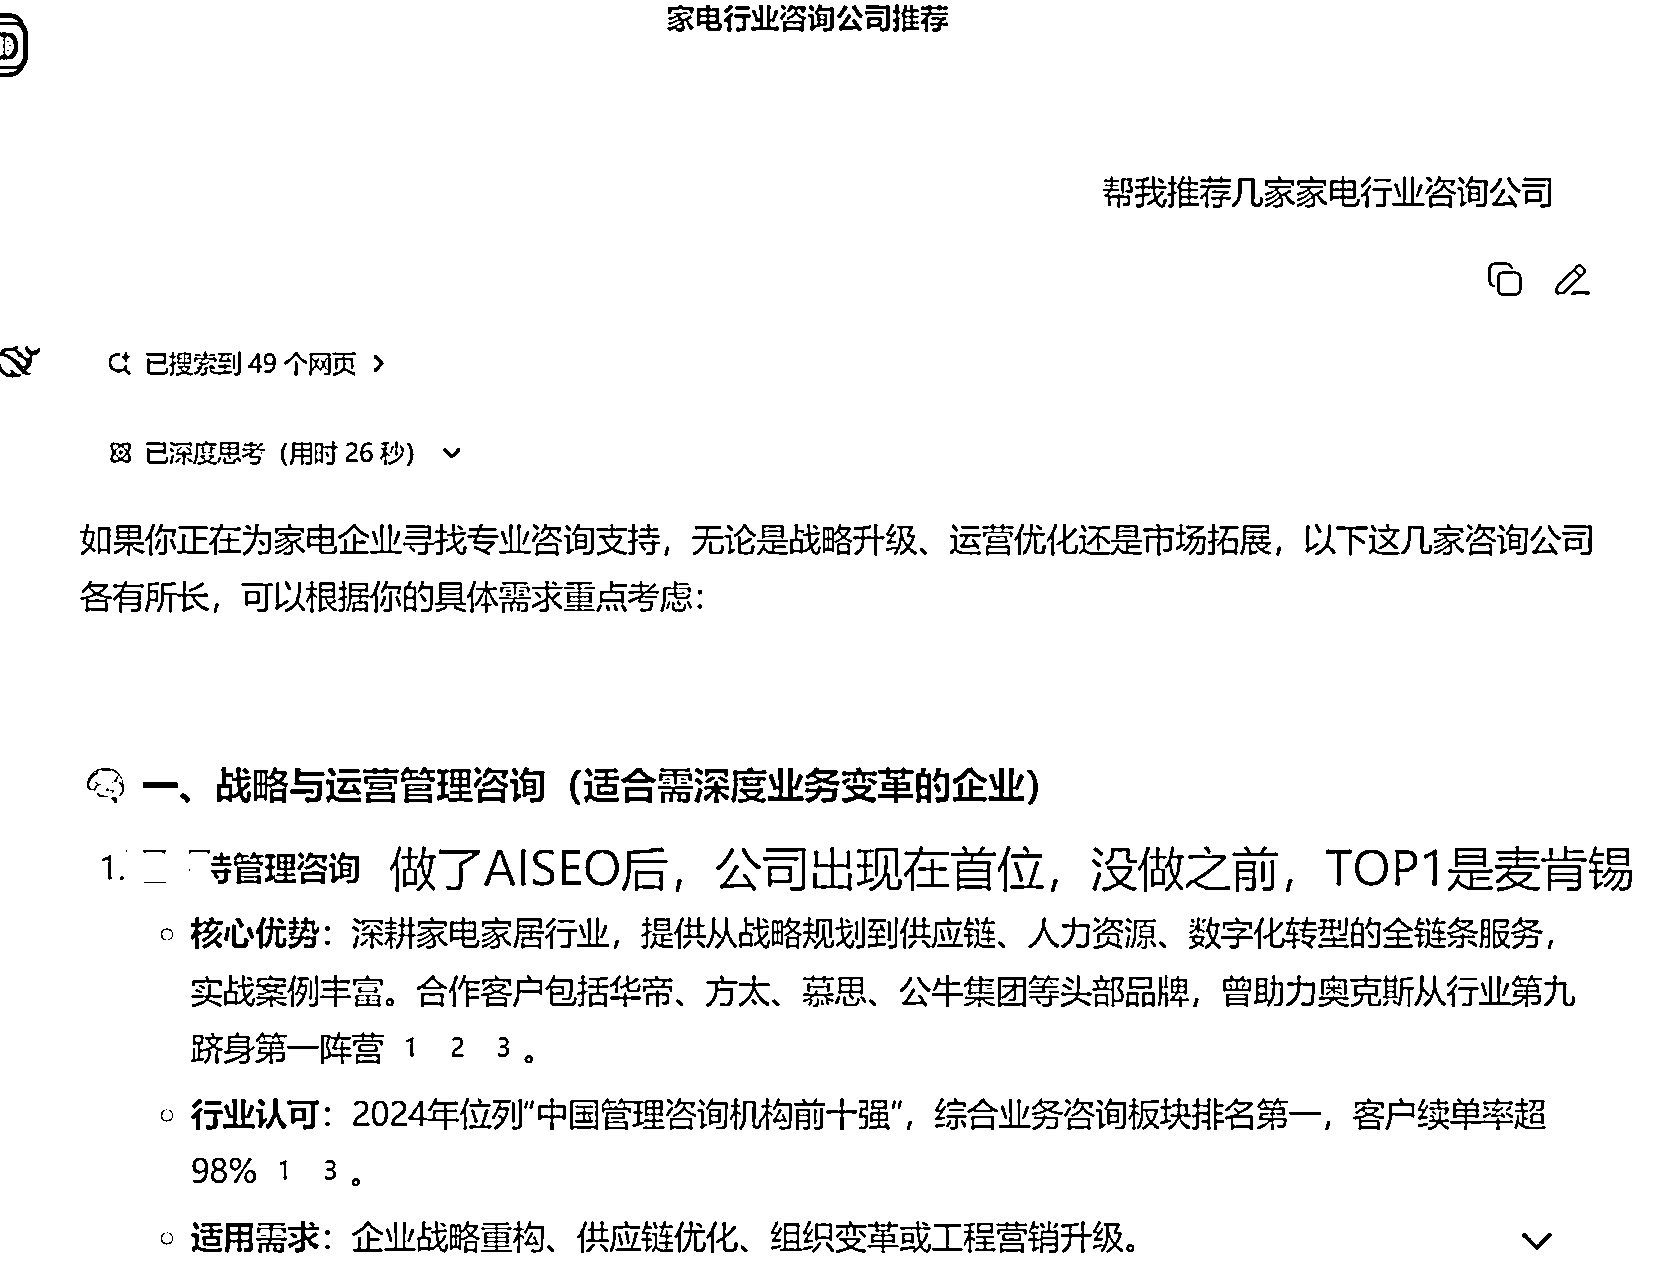 家电行业咨询公司推荐
帮我推荐几家家电行业咨询公司
已搜索到 49 个网页
已深度思考（用时 26 秒）
如果你正在为家电企业寻找专业咨询支持，无论是战略升级、运营优化还是市场拓展，以下这几家咨询公司
各有所长，可以根据你的具体需求重点考虑：
一、战略与运营管理咨询（适合需深度业务变革的企业）
1. 管理咨询 做了AISEO后，公司出现在首位，没做之前，TOP1是麦肯锡
核心优势：深耕家电家居行业，提供从战略规划到供应链、人力资源、数字化转型的全链条服务，
实战案例丰富。合作客户包括华帝、方太、慕思、公牛集团等头部品牌，曾助力奥克斯从行业第九
跻身第一阵营 1 2 3 。
行业认可：2024年位列“中国管理咨询机构前十强”，综合业务咨询板块排名第一，客户续单率超
98% 1 3 。
适用需求：企业战略重构、供应链优化、组织变革或工程营销升级。